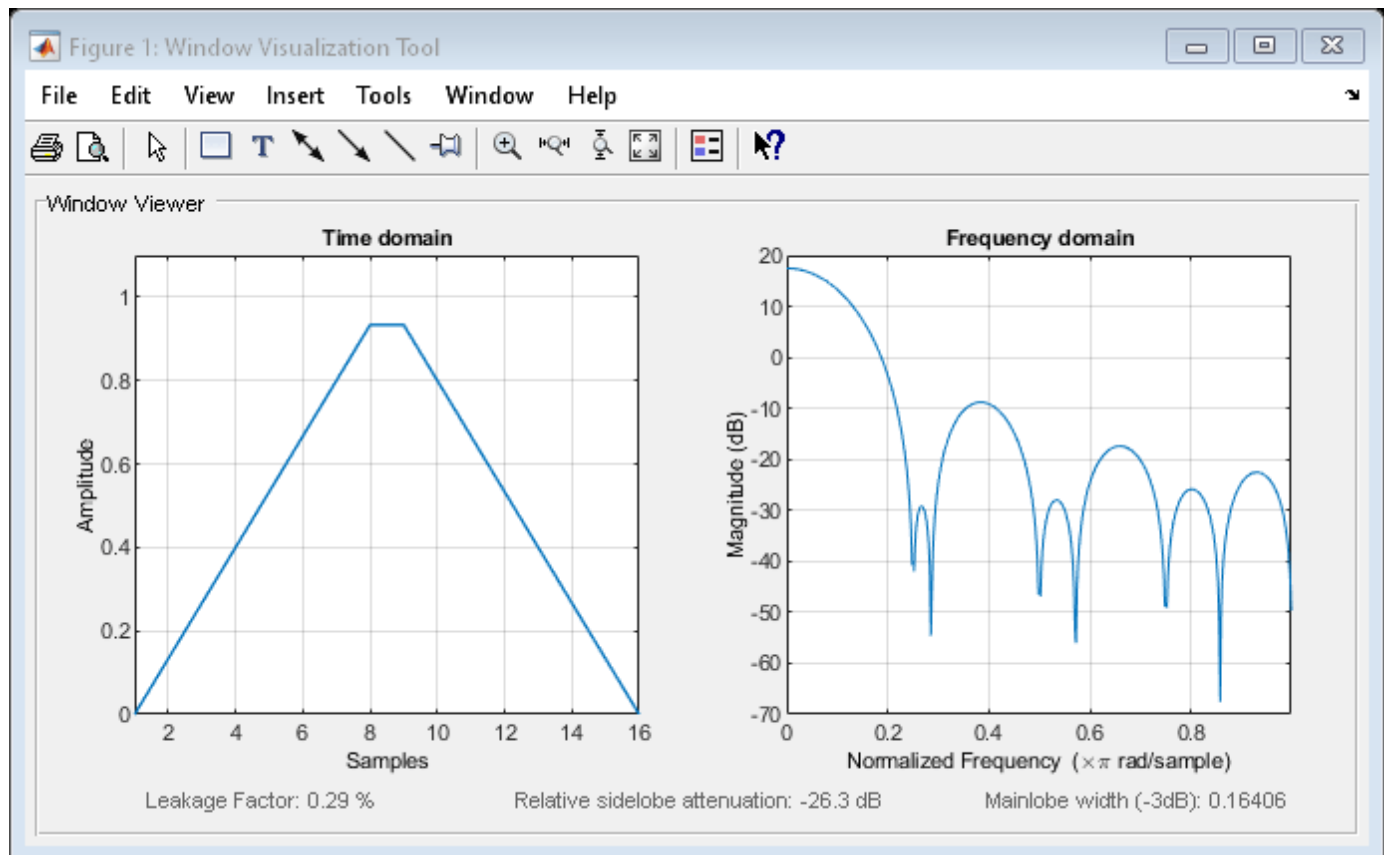 Figure 1: Window Visualization Tool
File Edit View Insert Tools Window Help
T
?
Window Viewer
Time domain
1
0.8
0.6
0.4
0.2
0
Amplitude
2 4 6 8 10 12 14 16
Samples
Frequency domain
20
10
0
-10
-20
-30
-40
-50
-60
-70
Magnitude (dB)
0 0.2 0.4 0.6 0.8
Normalized Frequency (×π rad/sample)
Leakage Factor: 0.29 % Relative sidelobe attenuation: -26.3 dB Mainlobe width (-3dB): 0.16406